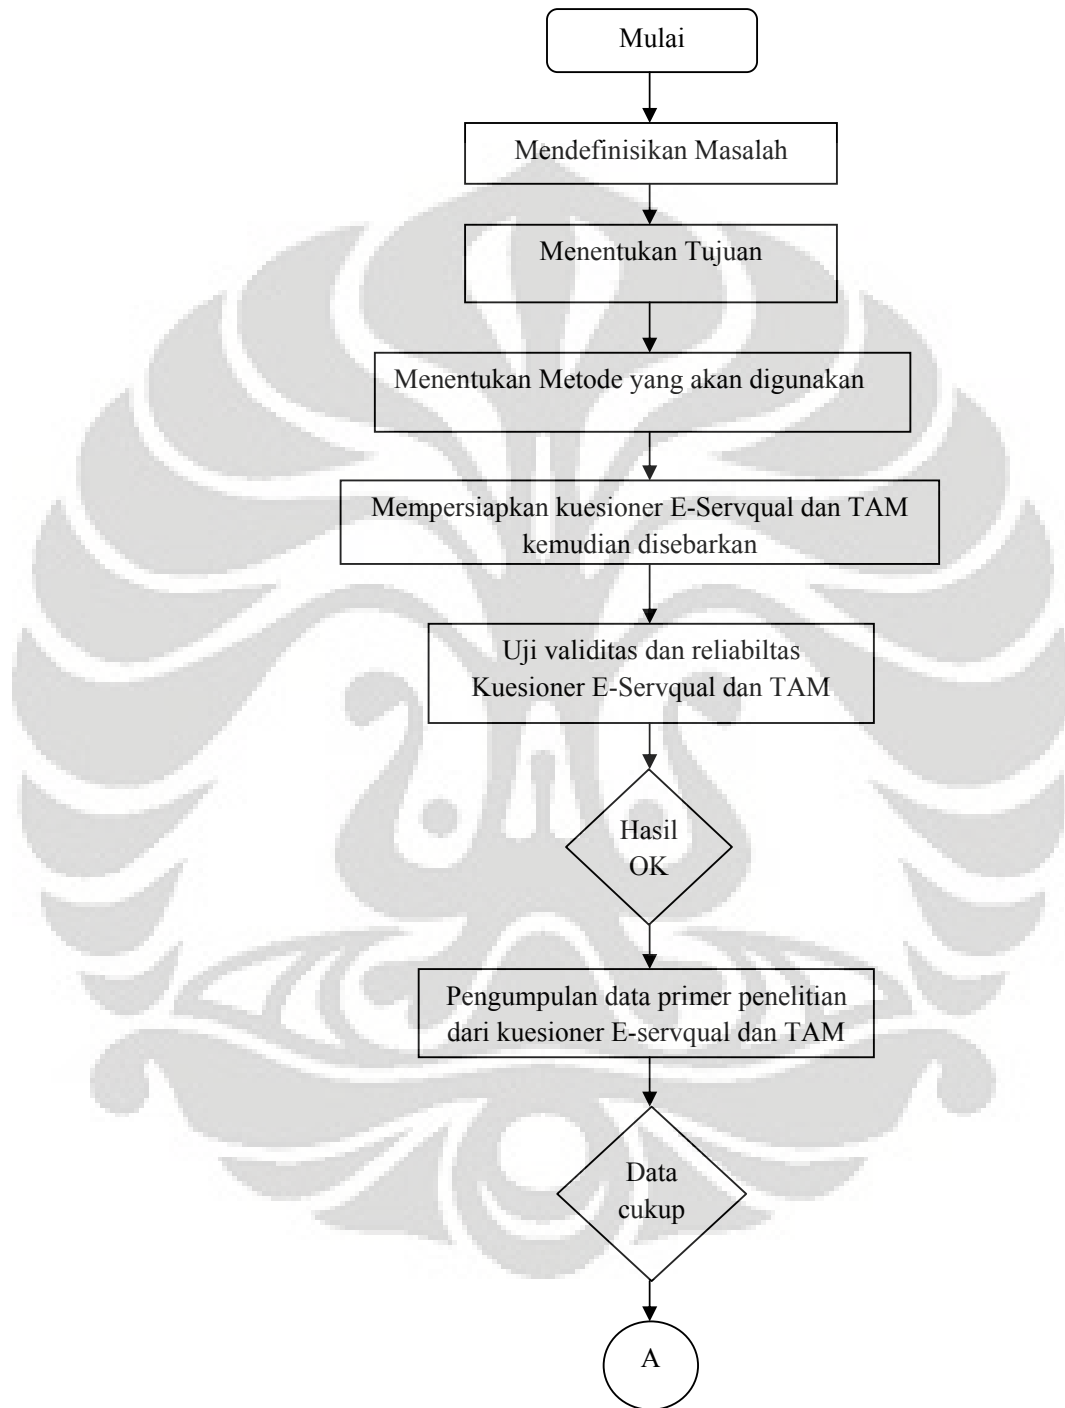 Mulai
Mendefinisikan Masalah
Menentukan Tujuan
Menentukan Metode yang akan digunakan
Mempersiapkan kuesioner E-Servqual dan TAM
kemudian disebarkan
Uji validitas dan reliabiltas
Kuesioner E-Servqual dan TAM
Hasil
OK
Pengumpulan data primer penelitian
dari kuesioner E-servqual dan TAM
Data
cukup
A